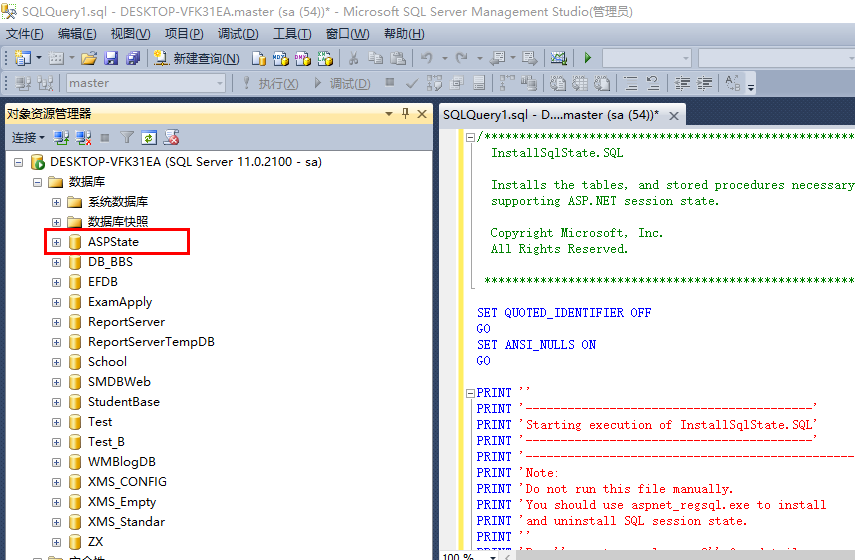 SQLQuery1.sql - DESKTOP-VFK31EA.master (sa (54))* - Microsoft SQL Server Management Studio(管理员)
文件(F) 编辑(E) 视图(V) 项目(P) 调试(D) 工具(T) 窗口(W) 帮助(H)
新建查询(N)
master 执行(X) 调试(D)
对象资源管理器
连接
DESKTOP-VFK31EA (SQL Server 11.0.2100 - sa)
数据库
系统数据库
数据库快照
ASPState
DB_BBS
EFDB
ExamApply
ReportServer
ReportServerTempDB
School
SMDBWeb
StudentBase
Test
Test_B
WMBlogDB
XMS_CONFIG
XMS_Empty
XMS_Standar
ZX
安全性
SQLQuery1.sql - D....master (sa (54))*
/*****************************************************
InstallSqlState.SQL
Installs the tables, and stored procedures necessary
supporting ASP.NET session state.
Copyright Microsoft, Inc.
All Rights Reserved.
*****************************************************
SET QUOTED_IDENTIFIER OFF
GO
SET ANSI_NULLS ON
GO
PRINT ''
PRINT '-----------------------------------------'
PRINT 'Starting execution of InstallSqlState.SQL'
PRINT '-----------------------------------------'
PRINT '-----------------------------------------------
PRINT 'Note:
PRINT 'Do not run this file manually.
PRINT 'You should use aspnet_regsql.exe to install
PRINT 'and uninstall SQL session state.
PRINT ''
100 %